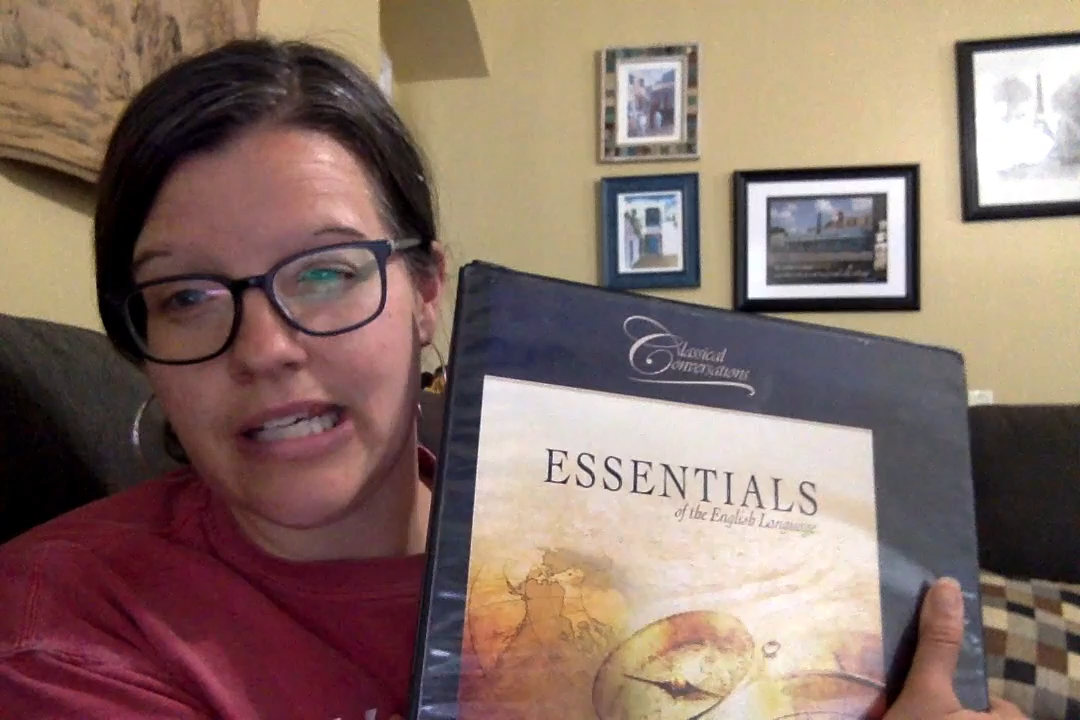 Classical
Conversations
ESSENTIALS
of the English Language